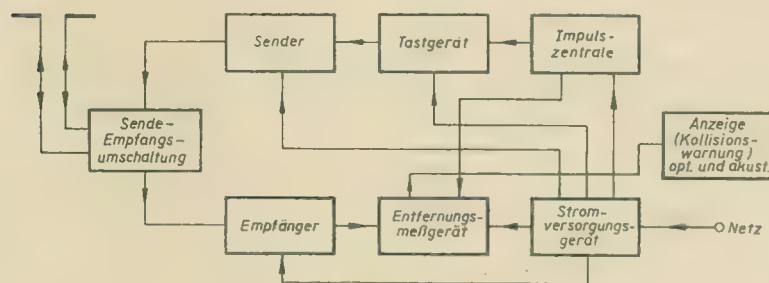 Sender
Tastgerät
Impuls-
zentrale
Sende-
Empfangs-
umschaltung
Anzeige
(Kollisions-
warnung)
opt. und akust.
Empfänger
Entfernungs-
meßgerät
Strom-
versorgungs-
gerät
Netz